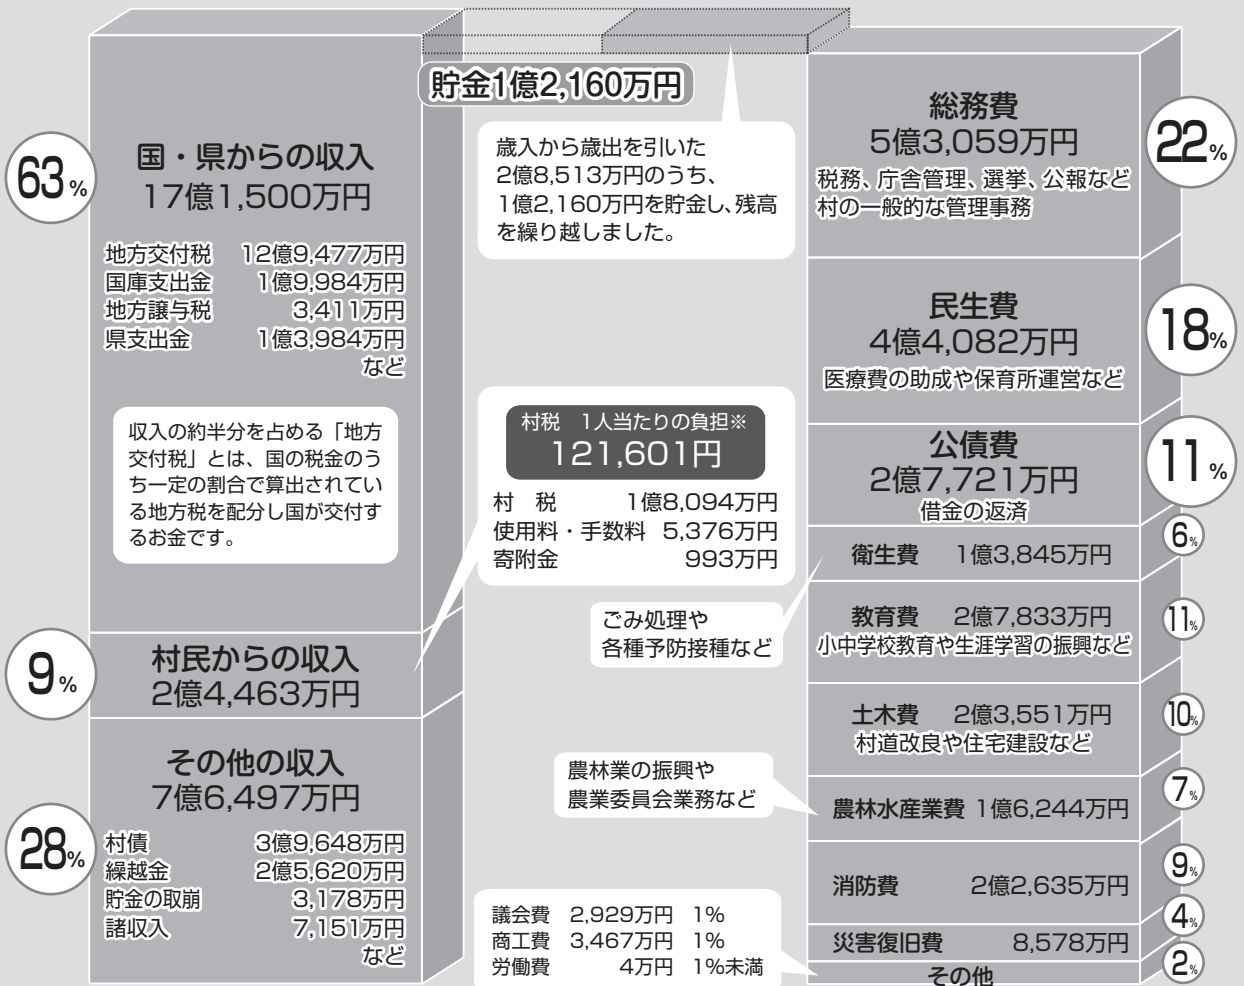 63%
国・県からの収入
17億1,500万円
地方交付税 12億9,477万円
国庫支出金 1億9,984万円
地方譲与税 3,411万円
県支出金 1億3,984万円
など
収入の約半分を占める「地方
交付税」とは、国の税金のう
ち一定の割合で算出されてい
る地方税を配分し国が交付す
るお金です。
9%
村民からの収入
2億4,463万円
28%
その他の収入
7億6,497万円
村債 3億9,648万円
繰越金 2億5,620万円
貯金の取崩 3,178万円
諸収入 7,151万円
など
貯金1億2,160万円
歳入から歳出を引いた
2億8,513万円のうち、
1億2,160万円を貯金し、残高
を繰り越しました。
村税 1人当たりの負担※
121,601円
村 税 1億8,094万円
使用料・手数料 5,376万円
寄附金 993万円
ごみ処理や
各種予防接種など
農林業の振興や
農業委員会業務など
議会費 2,929万円 1%
商工費 3,467万円 1%
労働費 4万円 1%未満
総務費
5億3,059万円
税務、庁舎管理、選挙、公報など
村の一般的な管理事務
22%
民生費
4億4,082万円
医療費の助成や保育所運営など
18%
公債費
2億7,721万円
借金の返済
11%
衛生費 1億3,845万円
6%
教育費 2億7,833万円
小中学校教育や生涯学習の振興など
11%
土木費 2億3,551万円
村道改良や住宅建設など
10%
農林水産業費 1億6,244万円
7%
消防費 2億2,635万円
9%
災害復旧費 8,578万円
4%
その他
2%